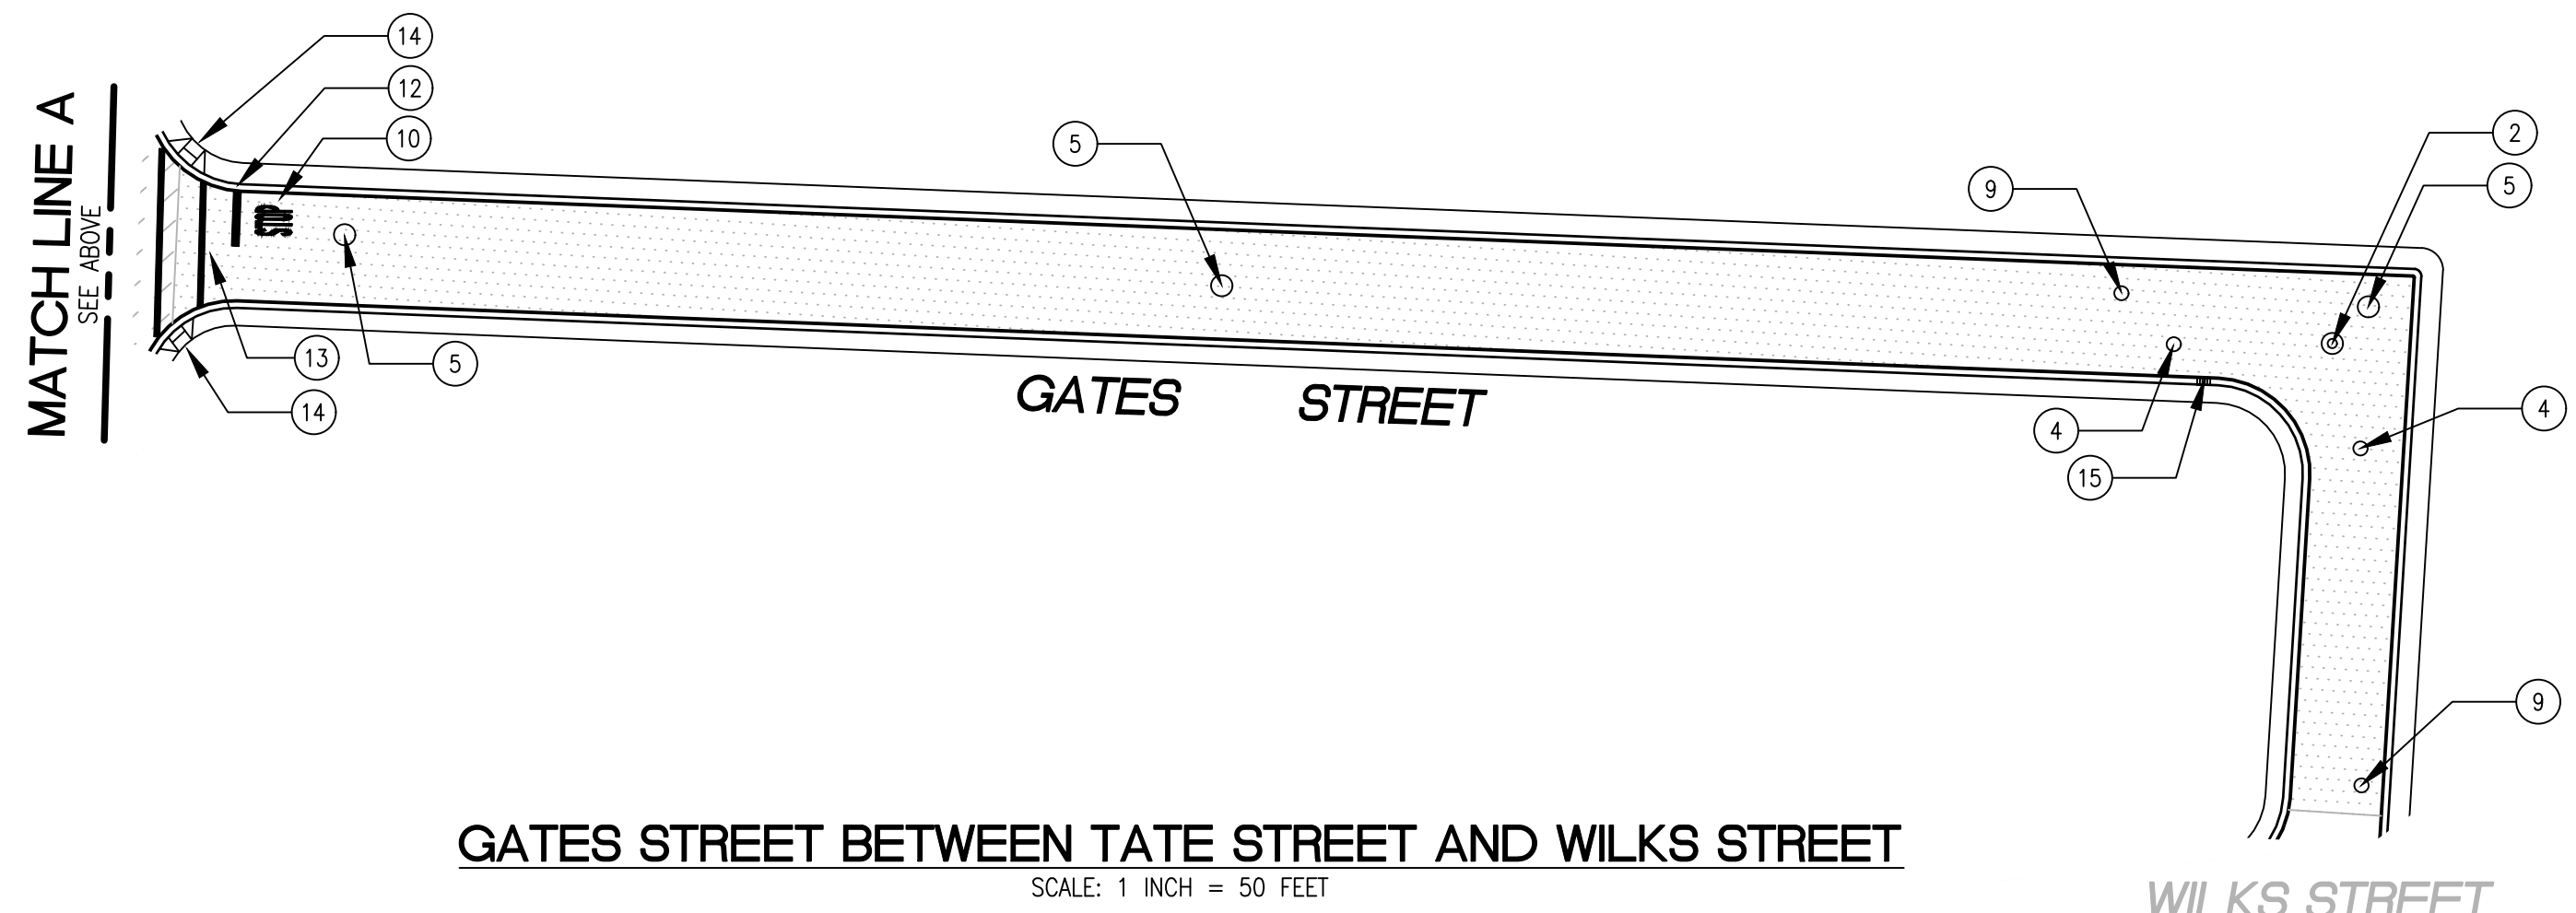 14
12
10
MATCH LINE A
SEE ABOVE
STOP
5
9
2
5
13
5
14
GATES STREET
4
15
4
9
GATES STREET BETWEEN TATE STREET AND WILKS STREET
SCALE: 1 INCH = 50 FEET
WILKS STREET